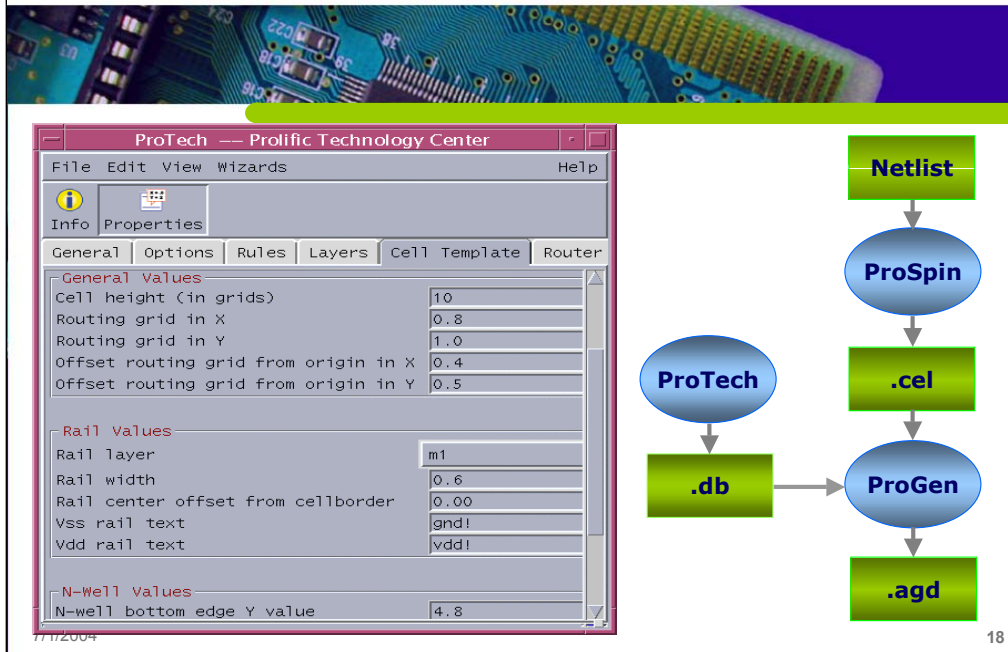 ProTech —— Prolific Technology Center
File Edit View Wizards Help
Info Properties
General Options Rules Layers Cell Template Router
General Values
Cell height (in grids) 10
Routing grid in X 0.8
Routing grid in Y 1.0
Offset routing grid from origin in X 0.4
Offset routing grid from origin in Y 0.5
Rail Values
Rail layer m1
Rail width 0.6
Rail center offset from cellborder 0.00
Vss rail text gnd!
Vdd rail text vdd!
N-Well Values
N-well bottom edge Y value 4.8
Netlist
ProSpin
ProTech
.cel
.db
ProGen
.agd
7/1/2004
18